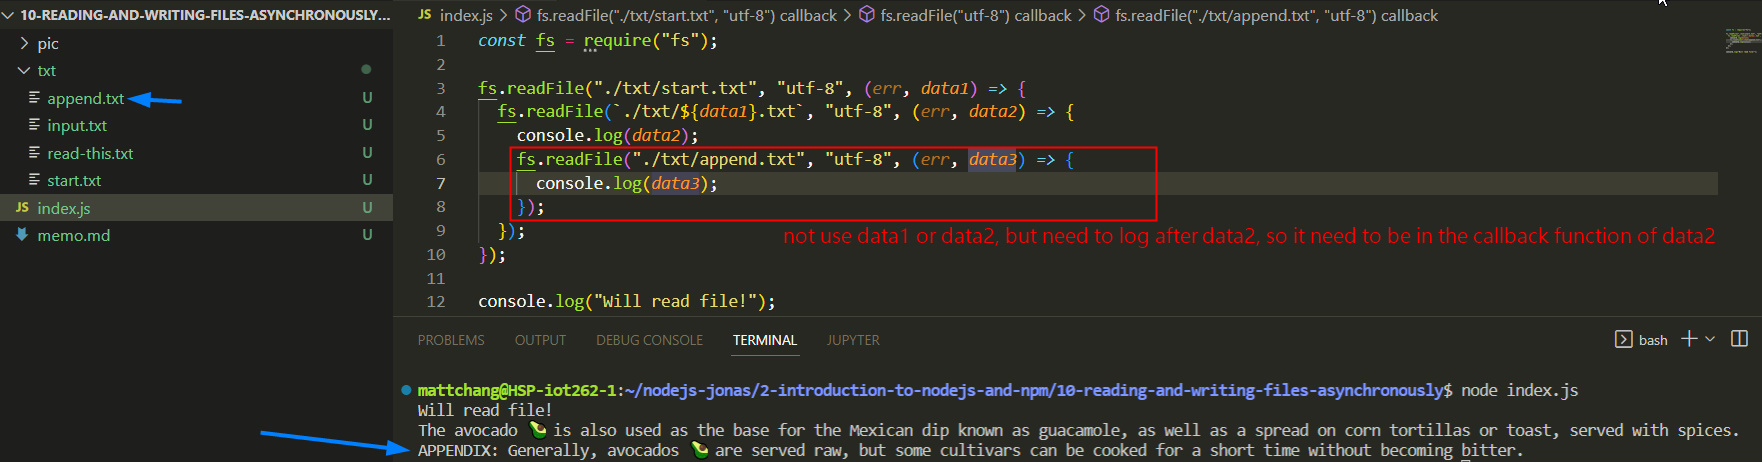 10-READING-AND-WRITING-FILES-ASYNCHRONOUSLY...
pic
txt
append.txt U
input.txt U
read-this.txt U
start.txt U
JS index.js U
memo.md U
JS index.js > fs.readFile("./txt/start.txt", "utf-8") callback > fs.readFile("utf-8") callback > fs.readFile("./txt/append.txt", "utf-8") callback
1 const fs = require("fs");
2
3 fs.readFile("./txt/start.txt", "utf-8", (err, data1) => {
4 fs.readFile(`./txt/${data1}.txt`, "utf-8", (err, data2) => {
5 console.log(data2);
6 fs.readFile("./txt/append.txt", "utf-8", (err, data3) => {
7 console.log(data3);
8 });
9 });
not use data1 or data2, but need to log after data2, so it need to be in the callback function of data2
10 });
11
12 console.log("Will read file!");
PROBLEMS OUTPUT DEBUG CONSOLE TERMINAL JUPYTER
bash
mattchang@HSP-iot262-1:~/nodejs-jonas/2-introduction-to-nodejs-and-npm/10-reading-and-writing-files-asynchronously$ node index.js
Will read file!
The avocado 🥑 is also used as the base for the Mexican dip known as guacamole, as well as a spread on corn tortillas or toast, served with spices.
APPENDIX: Generally, avocados 🥑 are served raw, but some cultivars can be cooked for a short time without becoming bitter.